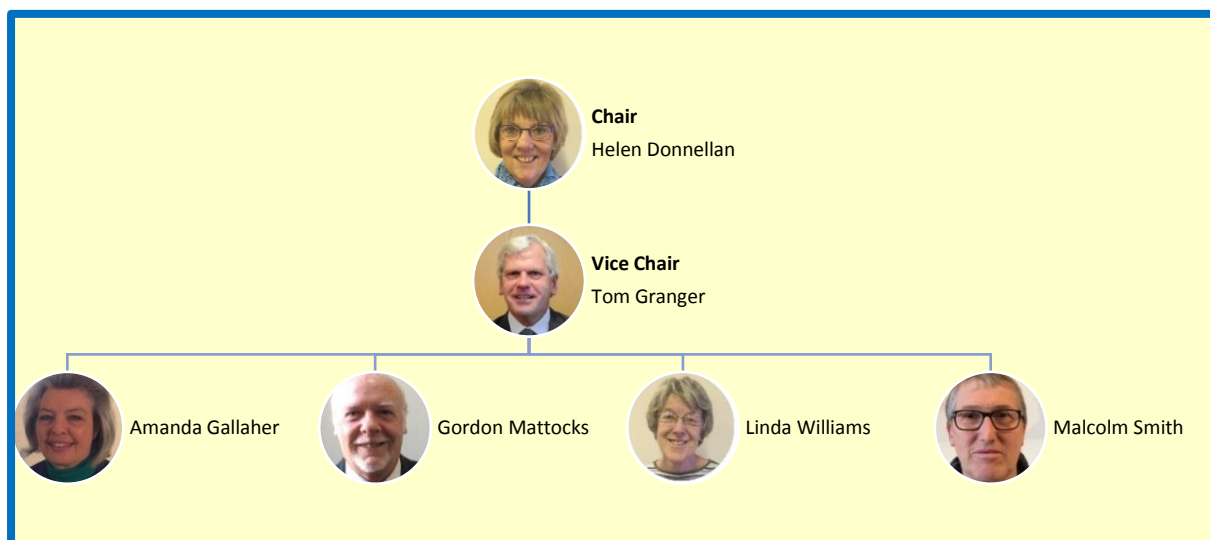 Chair
Helen Donnellan
Vice Chair
Tom Granger
Amanda Gallaher
Gordon Mattocks
Linda Williams
Malcolm Smith